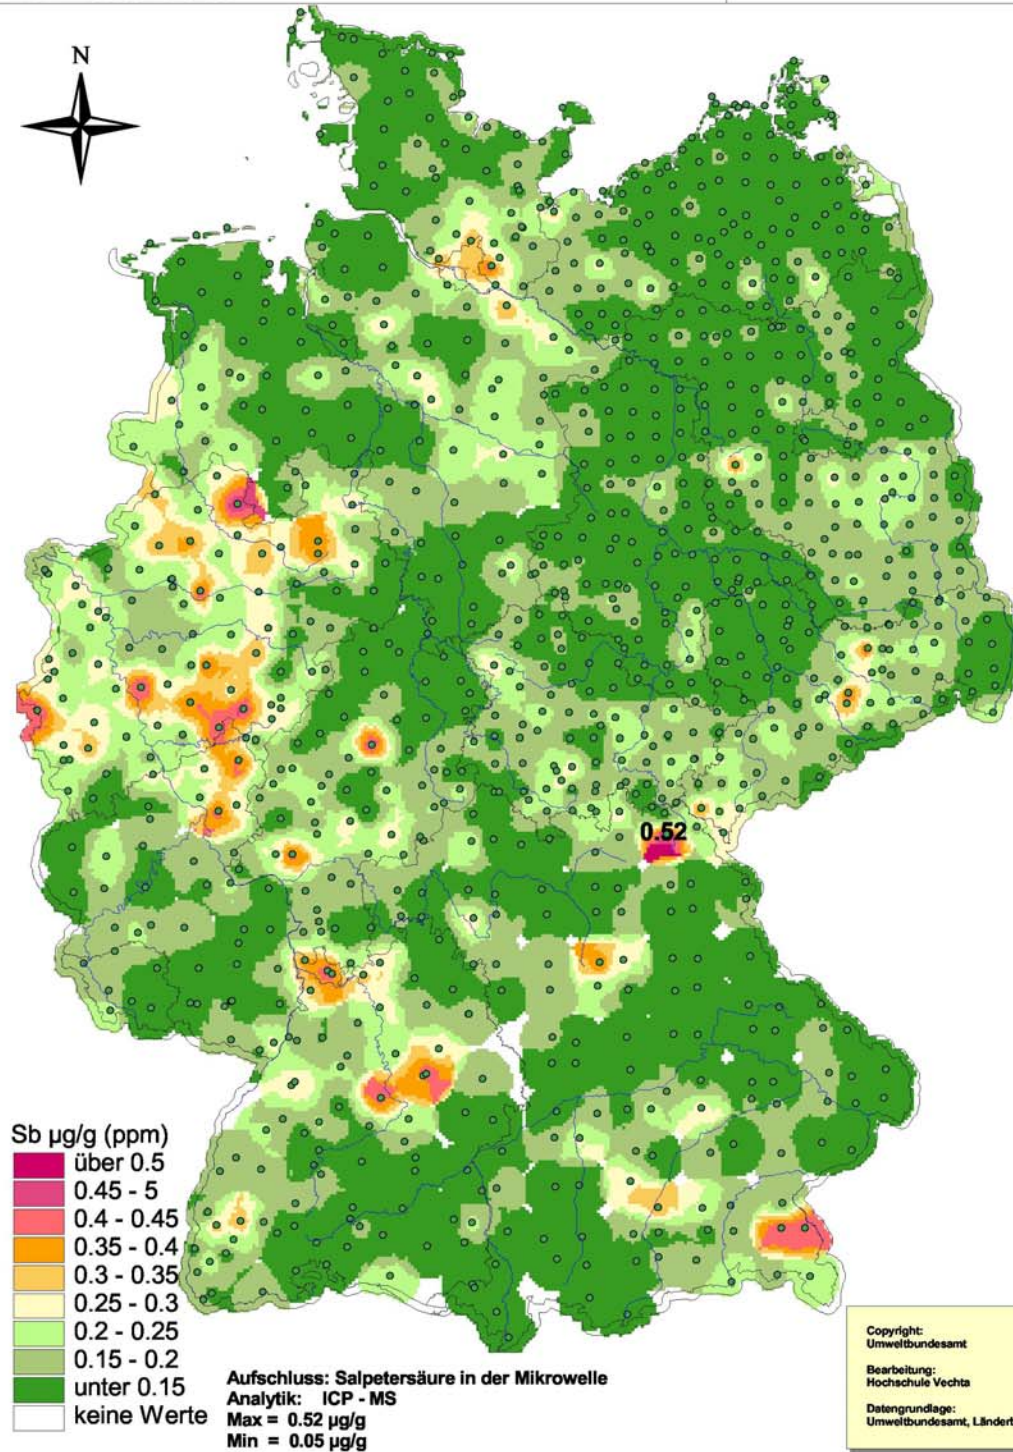 N
0.52
Sb µg/g (ppm)
über 0.5
0.45 - 5
0.4 - 0.45
0.35 - 0.4
0.3 - 0.35
0.25 - 0.3
0.2 - 0.25
0.15 - 0.2
unter 0.15
keine Werte
Aufschluss: Salpetersäure in der Mikrowelle
Analytik: ICP - MS
Max = 0.52 µg/g
Min = 0.05 µg/g
Copyright:
Umweltbundesamt
Bearbeitung:
Hochschule Vechta
Datengrundlage:
Umweltbundesamt,